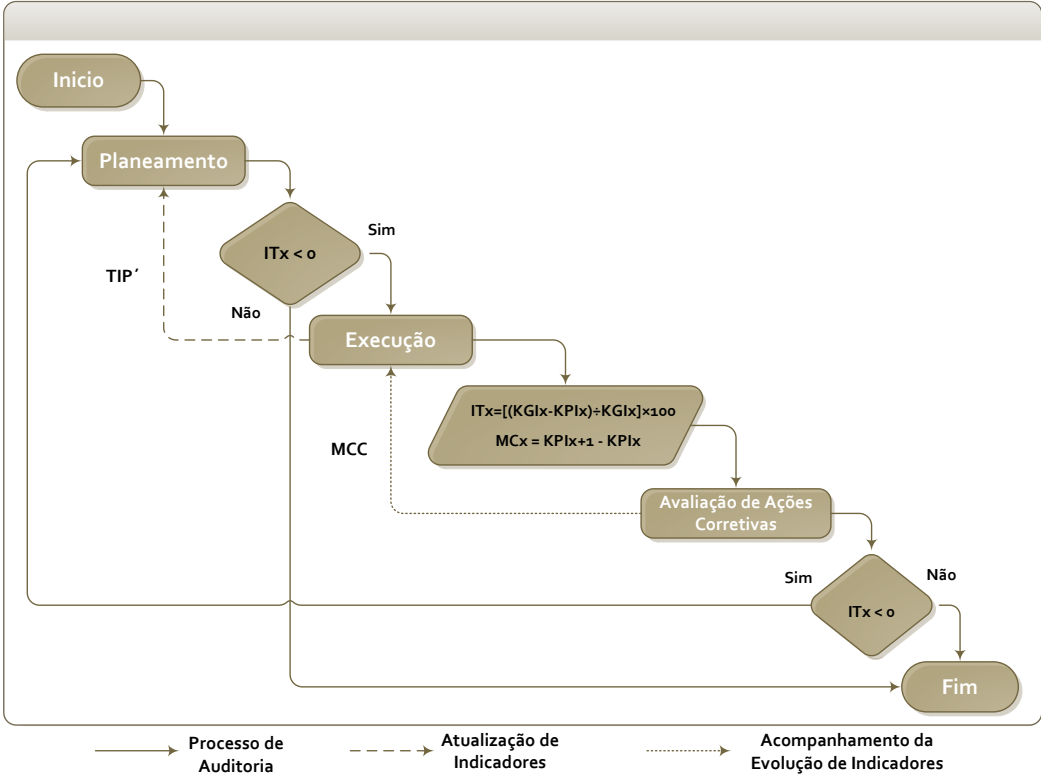 Inicio
Planeamento
ITx < 0
Sim
Não
TIP´
Execução
ITx=[(KGIx-KPIx)÷KGIx]×100
MCx = KPIx+1 - KPIx
MCC
Avaliação de Ações
Corretivas
Sim
Não
ITx < 0
Fim
Processo de
Auditoria
Atualização de
Indicadores
Acompanhamento da
Evolução de Indicadores